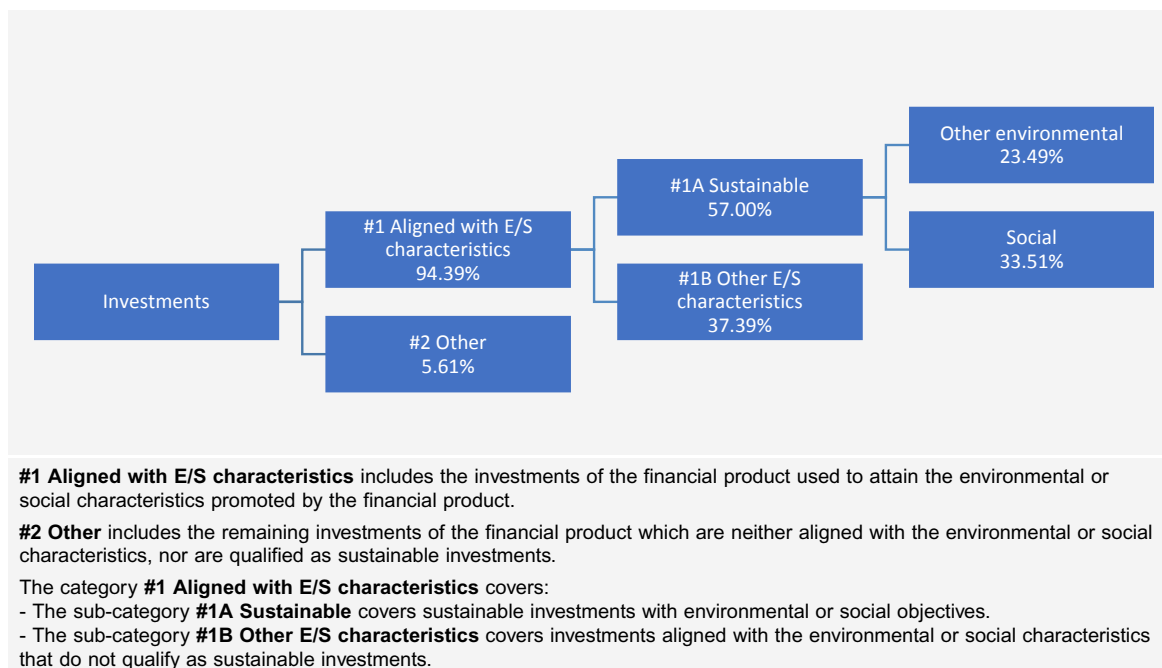 Investments
#1 Aligned with E/S
characteristics
94.39%
#2 Other
5.61%
#1A Sustainable
57.00%
#1B Other E/S
characteristics
37.39%
Other environmental
23.49%
Social
33.51%
#1 Aligned with E/S characteristics includes the investments of the financial product used to attain the environmental or
social characteristics promoted by the financial product.
#2 Other includes the remaining investments of the financial product which are neither aligned with the environmental or social
characteristics, nor are qualified as sustainable investments.
The category #1 Aligned with E/S characteristics covers:
- The sub-category #1A Sustainable covers sustainable investments with environmental or social objectives.
- The sub-category #1B Other E/S characteristics covers investments aligned with the environmental or social characteristics
that do not qualify as sustainable investments.